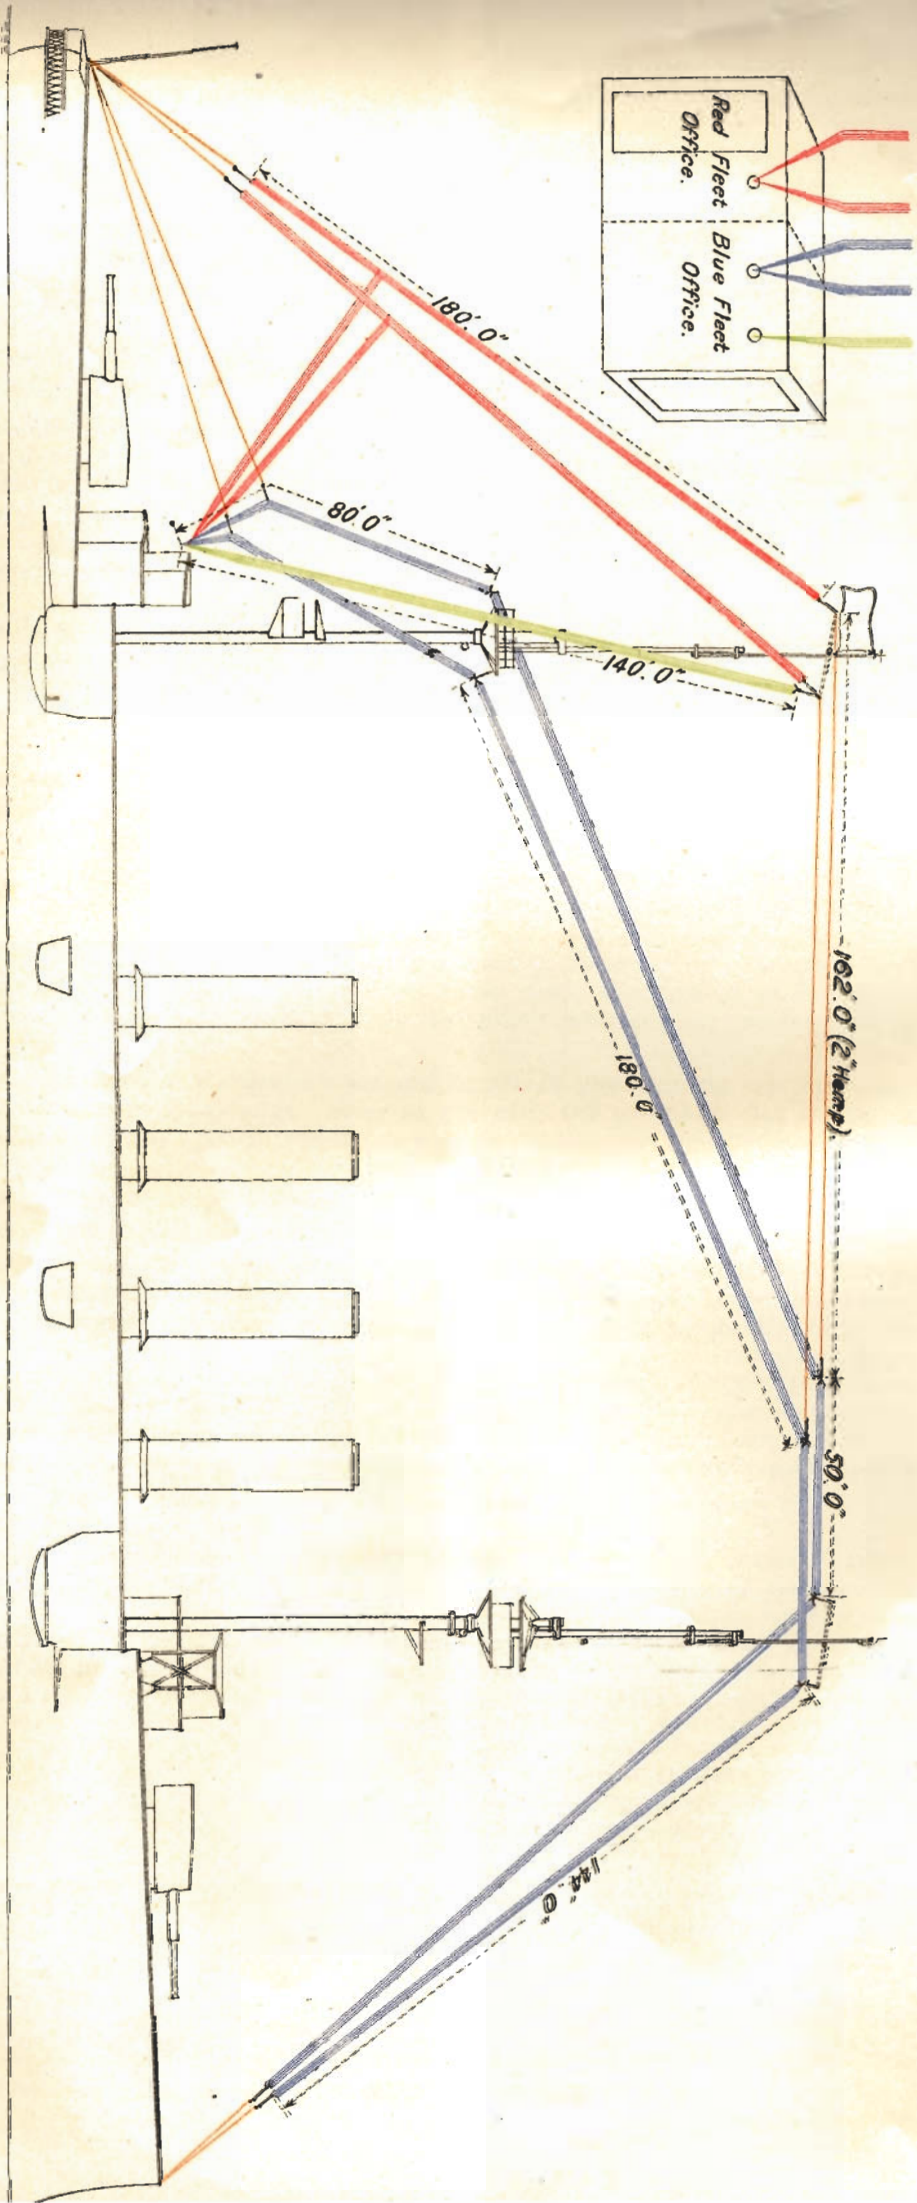 Red Fleet
Office.
Blue Fleet
Office.
180'. 0"
80'. 0"
140'. 0"
162'. 0" (2" Hemp).
180'. 0"
50'. 0"
144'. 0"